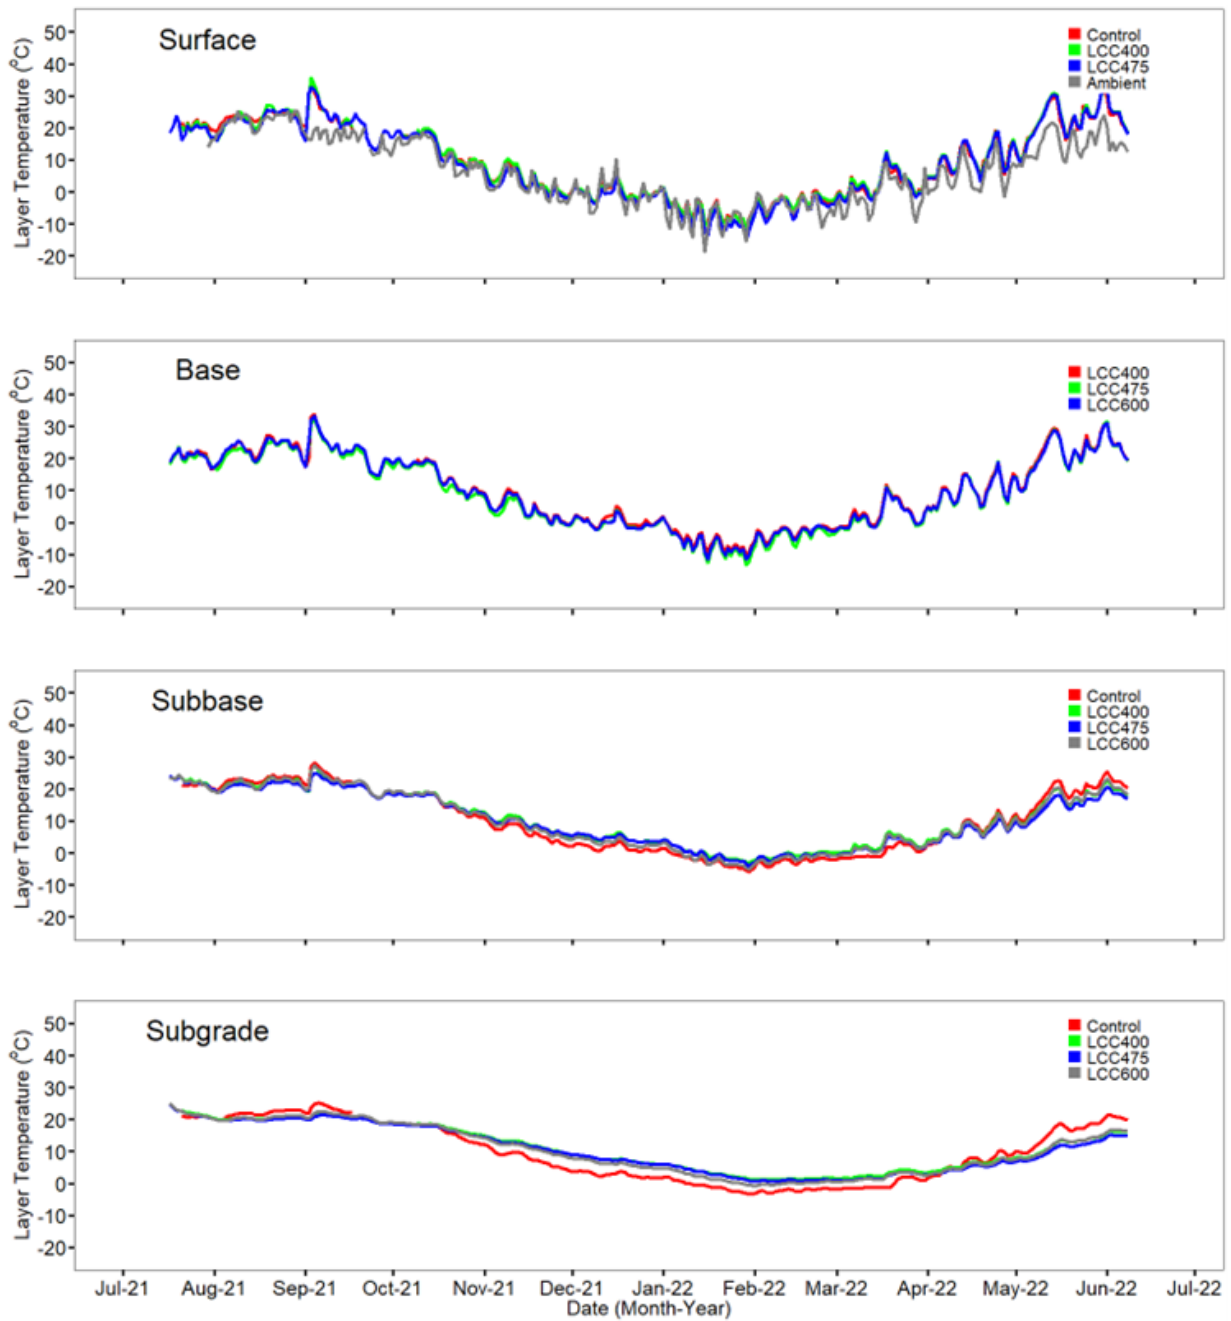 Surface
Layer Temperature (°C)
50
40
30
20
10
0
-10
-20
Control
LCC400
LCC475
Ambient
Base
Layer Temperature (°C)
50
40
30
20
10
0
-10
-20
LCC400
LCC475
LCC600
Subbase
Layer Temperature (°C)
50
40
30
20
10
0
-10
-20
Control
LCC400
LCC475
LCC600
Subgrade
Layer Temperature (°C)
50
40
30
20
10
0
-10
-20
Control
LCC400
LCC475
LCC600
Jul-21 Aug-21 Sep-21 Oct-21 Nov-21 Dec-21 Jan-22 Feb-22 Mar-22 Apr-22 May-22 Jun-22 Jul-22
Date (Month-Year)